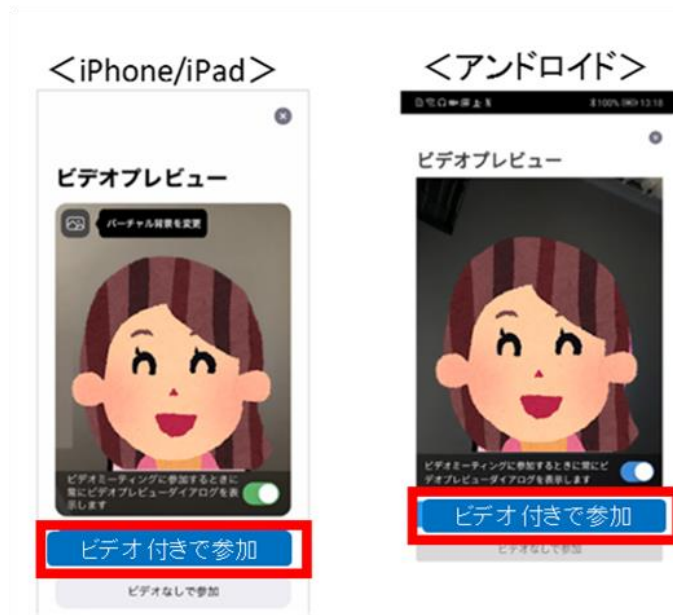 ＜iPhone/iPad＞
ビデオプレビュー
バーチャル背景を変更
ビデオミーティングに参加するときに
常にビデオプレビューダイアログを表
示します
ビデオ付きで参加
ビデオなしで参加
＜アンドロイド＞
100% 13:18
ビデオプレビュー
ビデオミーティングに参加するときに常にビ
デオプレビューダイアログを表示します
ビデオ付きで参加
ビデオなしで参加